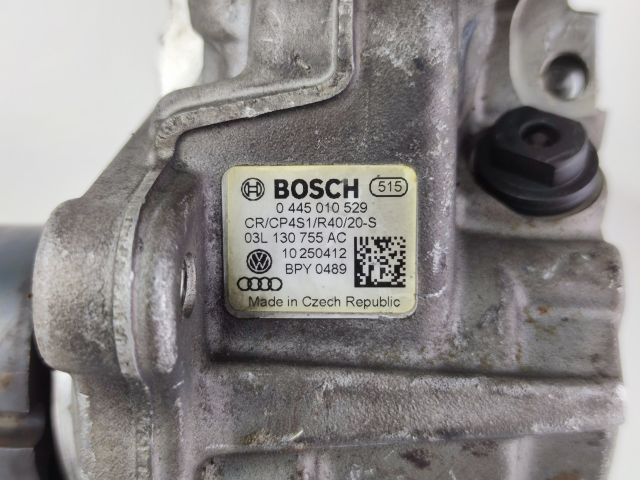 BOSCH 515
0 445 010 529
CR/CP4S1/R40/20-S
03L 130 755 AC
10 250412
BPY 0489
Made in Czech Republic